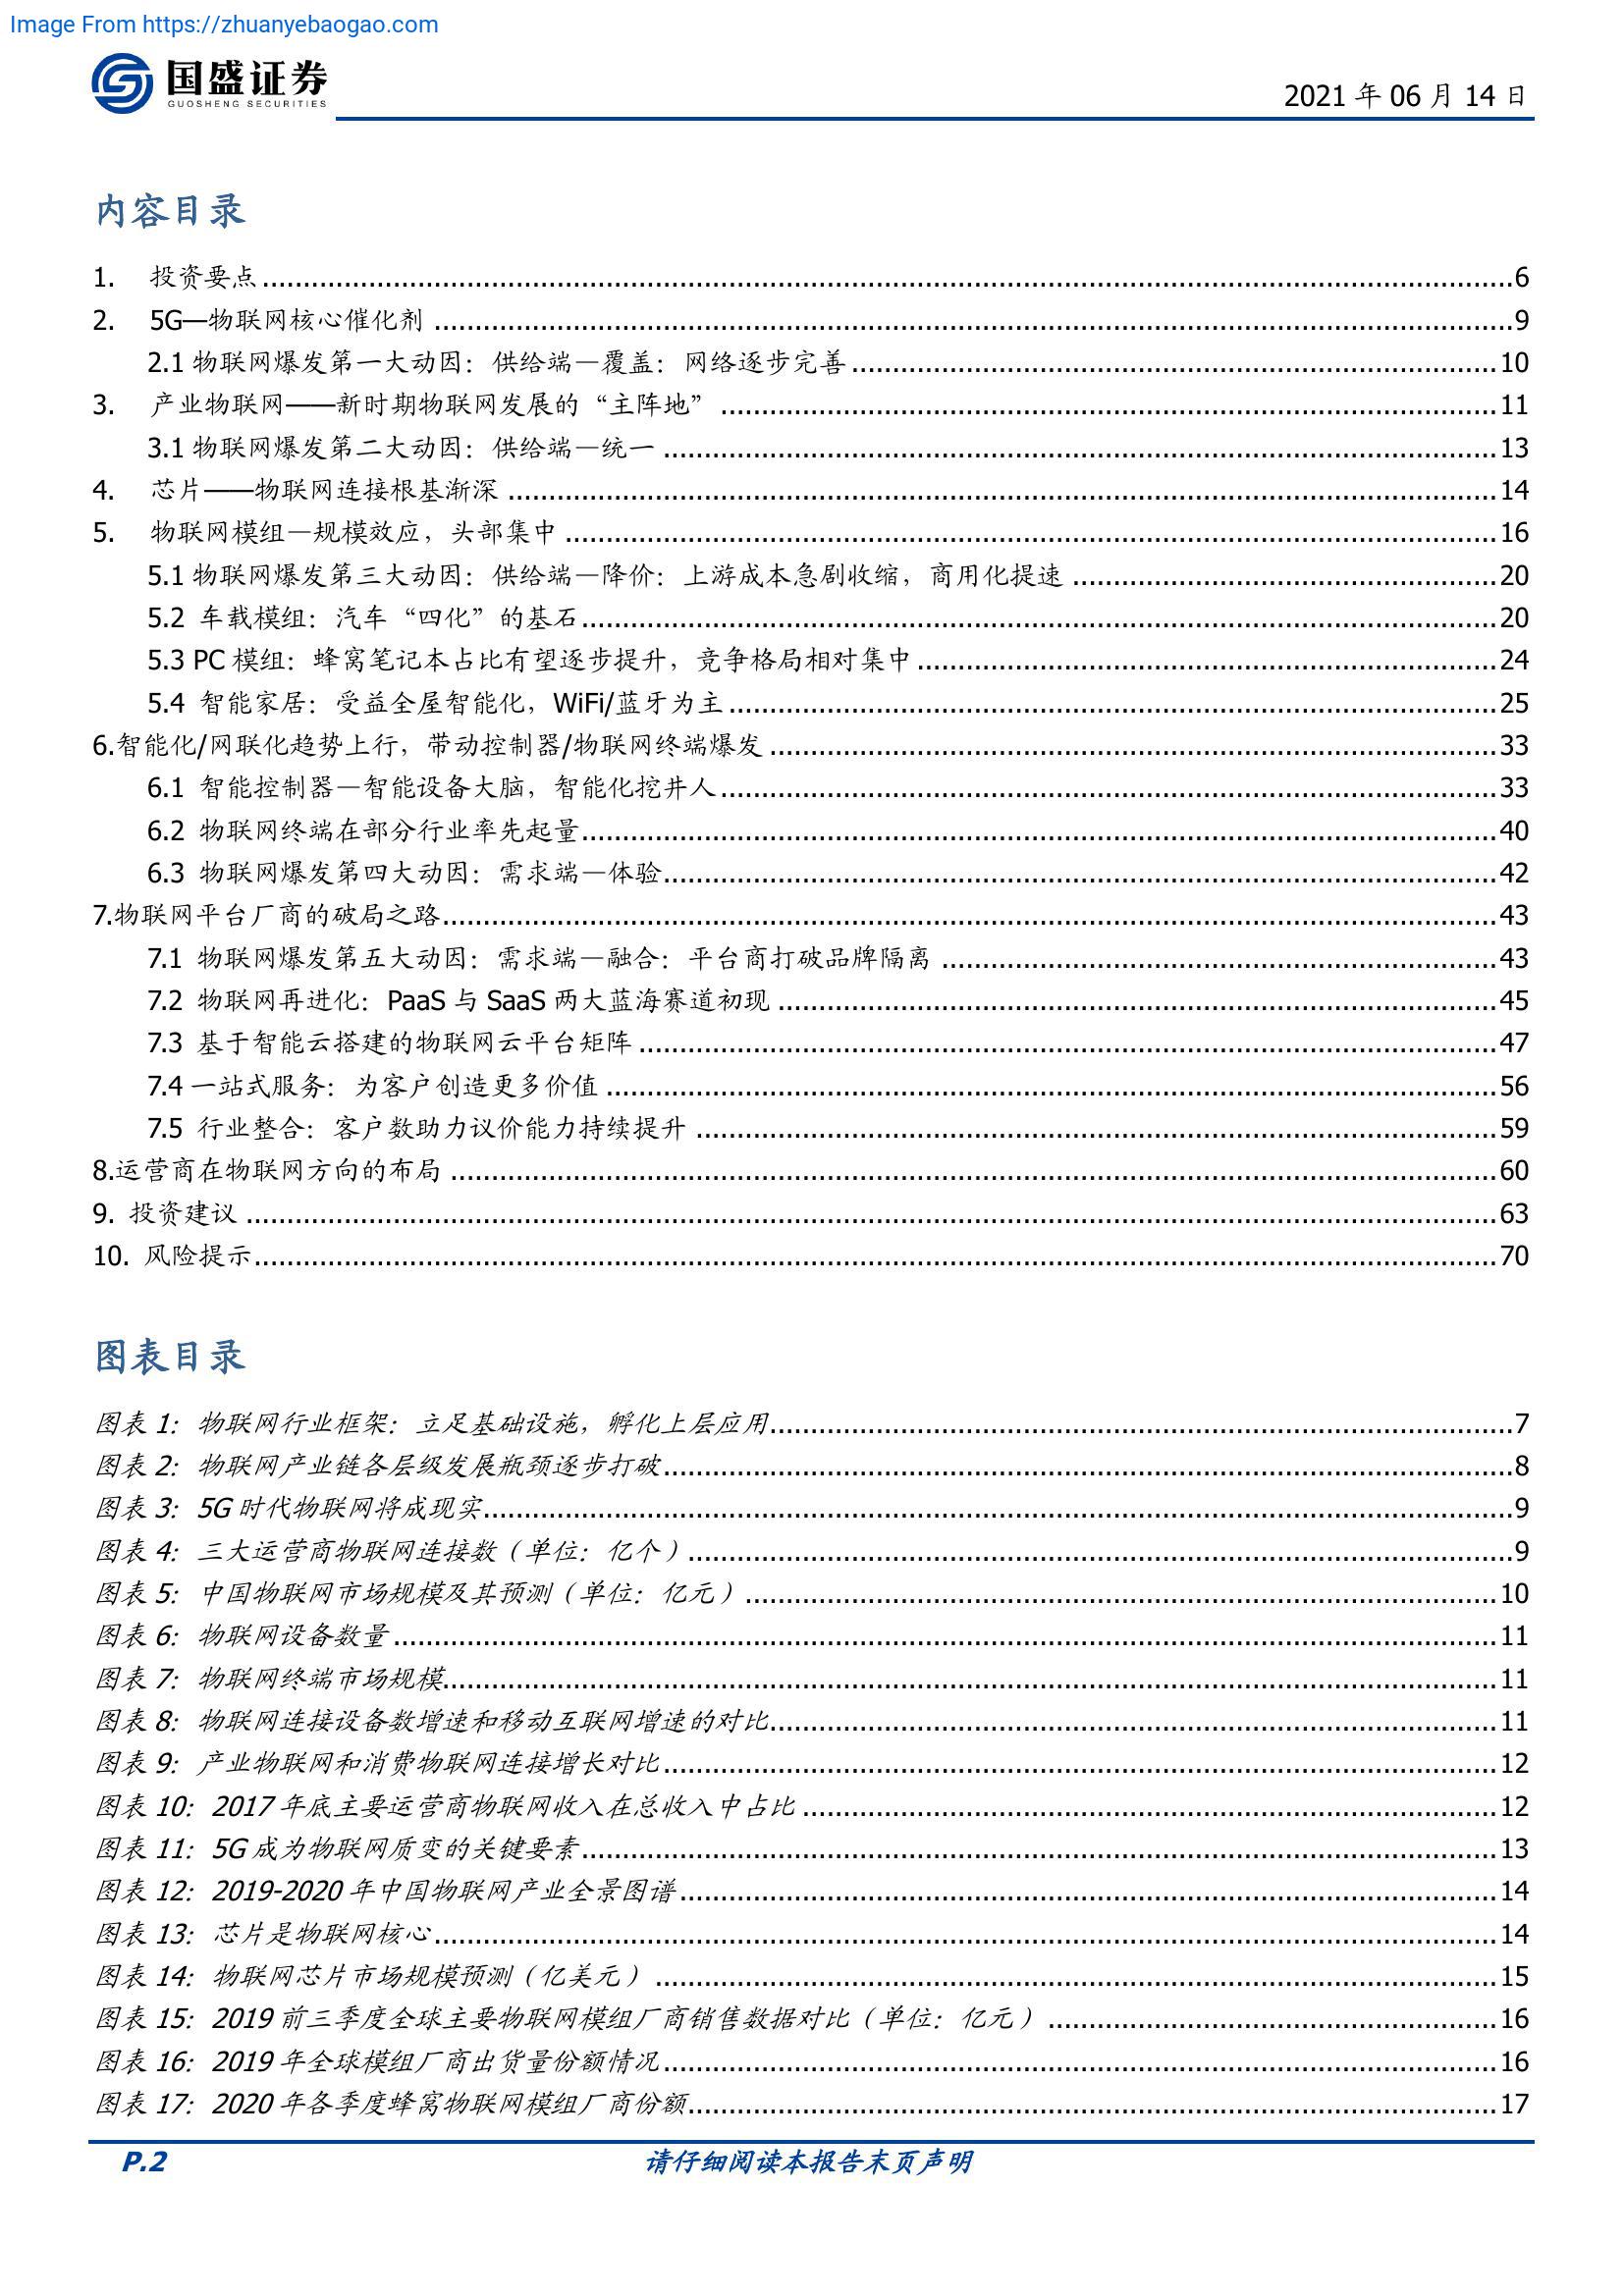 Image From https://zhuanyebaogao.com
国盛证券
GUOSHENG SECURITIES
2021 年 06 月 14 日
内容目录
1. 投资要点 6
2. 5G—物联网核心催化剂 9
2.1 物联网爆发第一大动因：供给端—覆盖：网络逐步完善 10
3. 产业物联网——新时期物联网发展的“主阵地” 11
3.1 物联网爆发第二大动因：供给端—统一 13
4. 芯片——物联网连接根基渐深 14
5. 物联网模组—规模效应，头部集中 16
5.1 物联网爆发第三大动因：供给端—降价：上游成本急剧收缩，商用化提速 20
5.2 车载模组：汽车“四化”的基石 20
5.3 PC 模组：蜂窝笔记本占比有望逐步提升，竞争格局相对集中 24
5.4 智能家居：受益全屋智能化，WiFi/蓝牙为主 25
6.智能化/网联化趋势上行，带动控制器/物联网终端爆发 33
6.1 智能控制器—智能设备大脑，智能化挖井人 33
6.2 物联网终端在部分行业率先起量 40
6.3 物联网爆发第四大动因：需求端—体验 42
7.物联网平台厂商的破局之路 43
7.1 物联网爆发第五大动因：需求端—融合：平台商打破品牌隔离 43
7.2 物联网再进化：PaaS 与 SaaS 两大蓝海赛道初现 45
7.3 基于智能云搭建的物联网云平台矩阵 47
7.4 一站式服务：为客户创造更多价值 56
7.5 行业整合：客户数助力议价能力持续提升 59
8.运营商在物联网方向的布局 60
9. 投资建议 63
10. 风险提示 70
图表目录
图表 1：物联网行业框架：立足基础设施，孵化上层应用 7
图表 2：物联网产业链各层级发展瓶颈逐步打破 8
图表 3：5G 时代物联网将成现实 9
图表 4：三大运营商物联网连接数（单位：亿个） 9
图表 5：中国物联网市场规模及其预测（单位：亿元） 10
图表 6：物联网设备数量 11
图表 7：物联网终端市场规模 11
图表 8：物联网连接设备数增速和移动互联网增速的对比 11
图表 9：产业物联网和消费物联网连接增长对比 12
图表 10：2017 年底主要运营商物联网收入在总收入中占比 12
图表 11：5G 成为物联网质变的关键要素 13
图表 12：2019-2020 年中国物联网产业全景图谱 14
图表 13：芯片是物联网核心 14
图表 14：物联网芯片市场规模预测（亿美元） 15
图表 15：2019 前三季度全球主要物联网模组厂商销售数据对比（单位：亿元） 16
图表 16：2019 年全球模组厂商出货量份额情况 16
图表 17：2020 年各季度蜂窝物联网模组厂商份额 17
P.2 请仔细阅读本报告末页声明